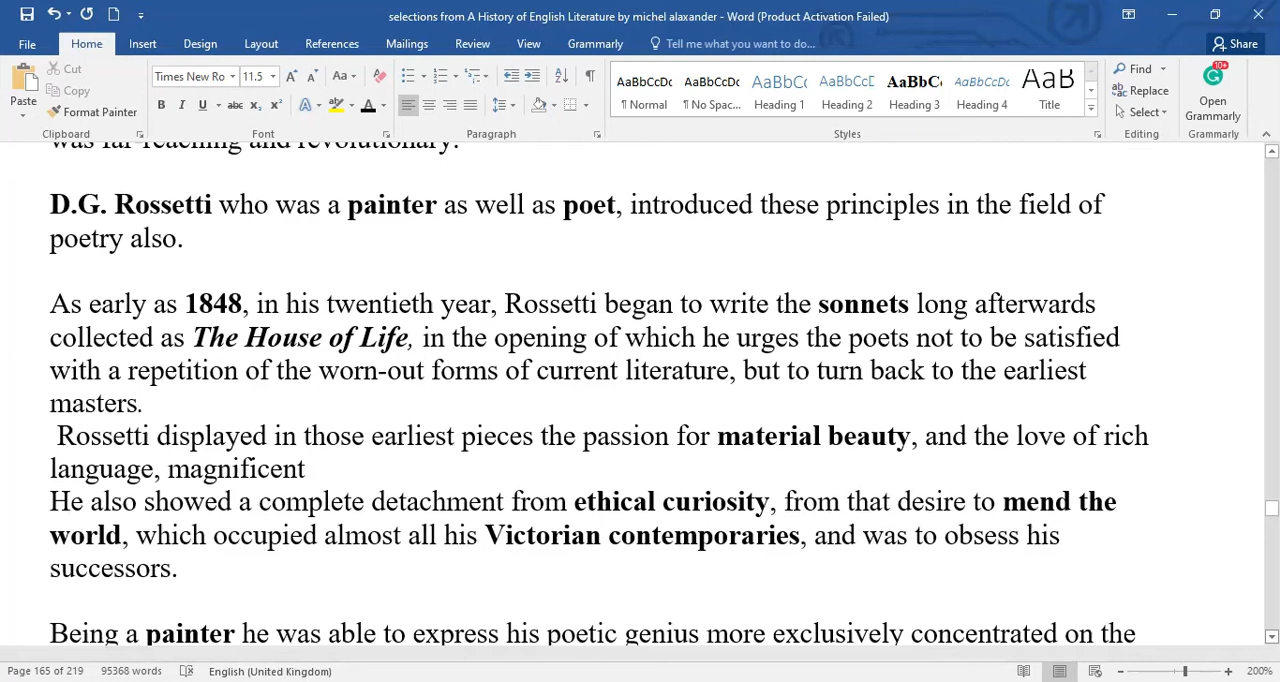 selections from A History of English Literature by michel alaxander - Word (Product Activation Failed)
File Home Insert Design Layout References Mailings Review View Grammarly Tell me what you want to do... Share
Cut
Copy
Paste
Format Painter
Clipboard
Times New Ro 11.5
Font
Paragraph
AaBbCcDc AaBbCcDc AaBbCc AaBbCcD AaBbC AaBbCcDc AaB
¶ Normal ¶ No Spac... Heading 1 Heading 2 Heading 3 Heading 4 Title
Styles
Find
Replace
Select
Editing
10+
Open
Grammarly
Grammarly
was far-reaching and revolutionary.
D.G. Rossetti who was a painter as well as poet, introduced these principles in the field of
poetry also.
As early as 1848, in his twentieth year, Rossetti began to write the sonnets long afterwards
collected as The House of Life, in the opening of which he urges the poets not to be satisfied
with a repetition of the worn-out forms of current literature, but to turn back to the earliest
masters.
Rossetti displayed in those earliest pieces the passion for material beauty, and the love of rich
language, magnificent
He also showed a complete detachment from ethical curiosity, from that desire to mend the
world, which occupied almost all his Victorian contemporaries, and was to obsess his
successors.
Being a painter he was able to express his poetic genius more exclusively concentrated on the
Page 165 of 219 95368 words English (United Kingdom) 200%